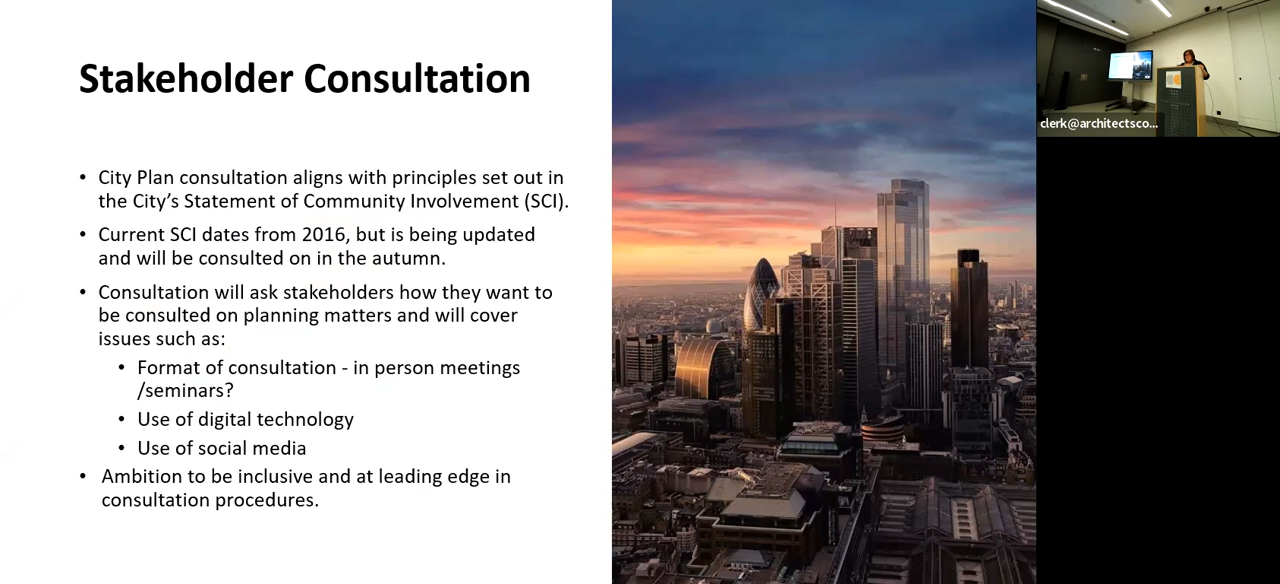 Stakeholder Consultation
• City Plan consultation aligns with principles set out in
the City’s Statement of Community Involvement (SCI).
• Current SCI dates from 2016, but is being updated
and will be consulted on in the autumn.
• Consultation will ask stakeholders how they want to
be consulted on planning matters and will cover
issues such as:
• Format of consultation - in person meetings
/seminars?
• Use of digital technology
• Use of social media
• Ambition to be inclusive and at leading edge in
consultation procedures.
clerk@architectsco...